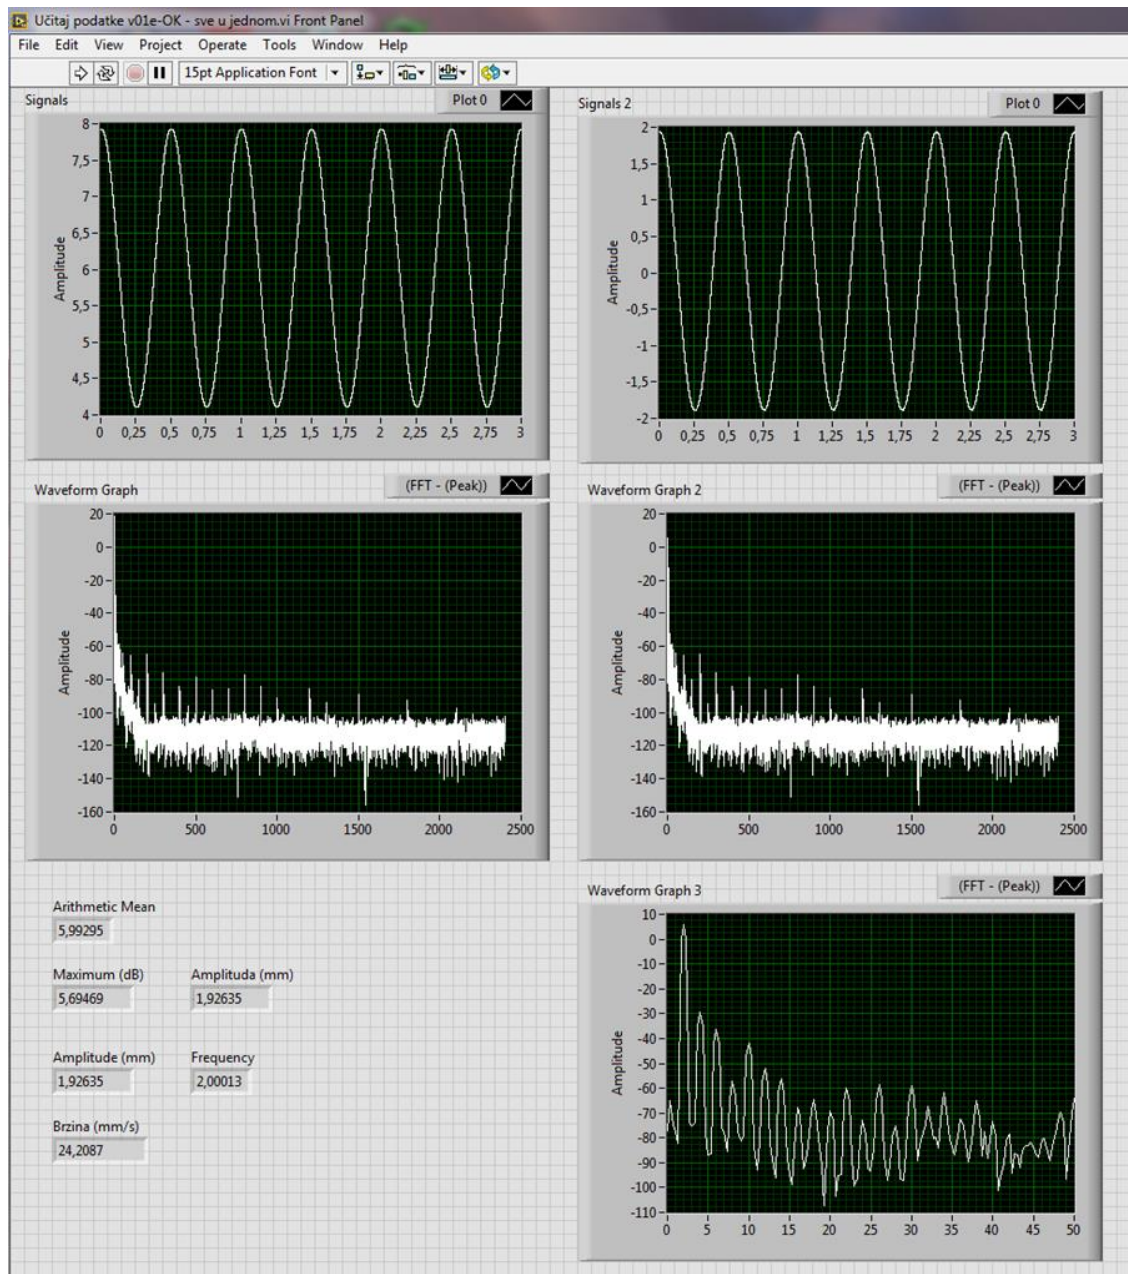 Učitaj podatke v01e-OK - sve u jednom.vi Front Panel
File Edit View Project Operate Tools Window Help
15pt Application Font
Signals
Plot 0
8
7,5
7
6,5
6
5,5
5
4,5
4
Amplitude
0 0,25 0,5 0,75 1 1,25 1,5 1,75 2 2,25 2,5 2,75 3
Signals 2
Plot 0
2
1,5
1
0,5
0
-0,5
-1
-1,5
-2
Amplitude
0 0,25 0,5 0,75 1 1,25 1,5 1,75 2 2,25 2,5 2,75 3
Waveform Graph
(FFT - (Peak))
20
0
-20
-40
-60
-80
-100
-120
-140
-160
Amplitude
0 500 1000 1500 2000 2500
Waveform Graph 2
(FFT - (Peak))
20
0
-20
-40
-60
-80
-100
-120
-140
-160
Amplitude
0 500 1000 1500 2000 2500
Arithmetic Mean
5,99295
Maximum (dB) Amplituda (mm)
5,69469 1,92635
Amplitude (mm) Frequency
1,92635 2,00013
Brzina (mm/s)
24,2087
Waveform Graph 3
(FFT - (Peak))
10
0
-10
-20
-30
-40
-50
-60
-70
-80
-90
-100
-110
Amplitude
0 5 10 15 20 25 30 35 40 45 50